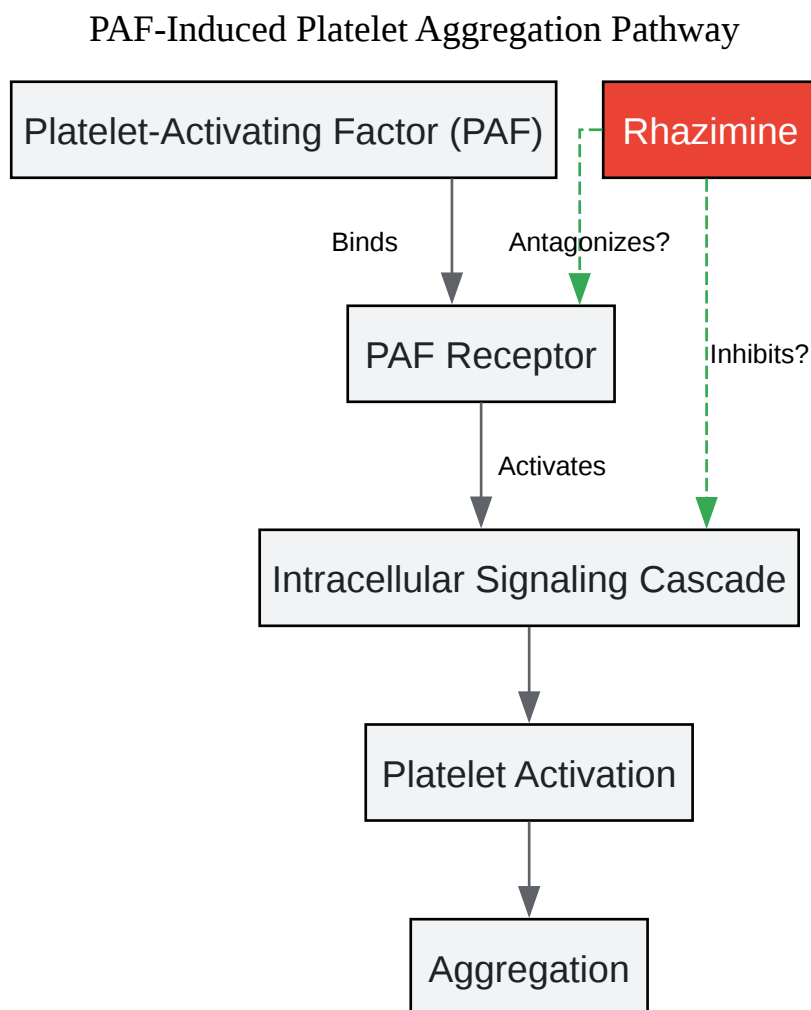 PAF-Induced Platelet Aggregation Pathway
Platelet-Activating Factor (PAF)
Rhazimine
Binds
Antagonizes?
PAF Receptor
Inhibits?
Activates
Intracellular Signaling Cascade
Platelet Activation
Aggregation